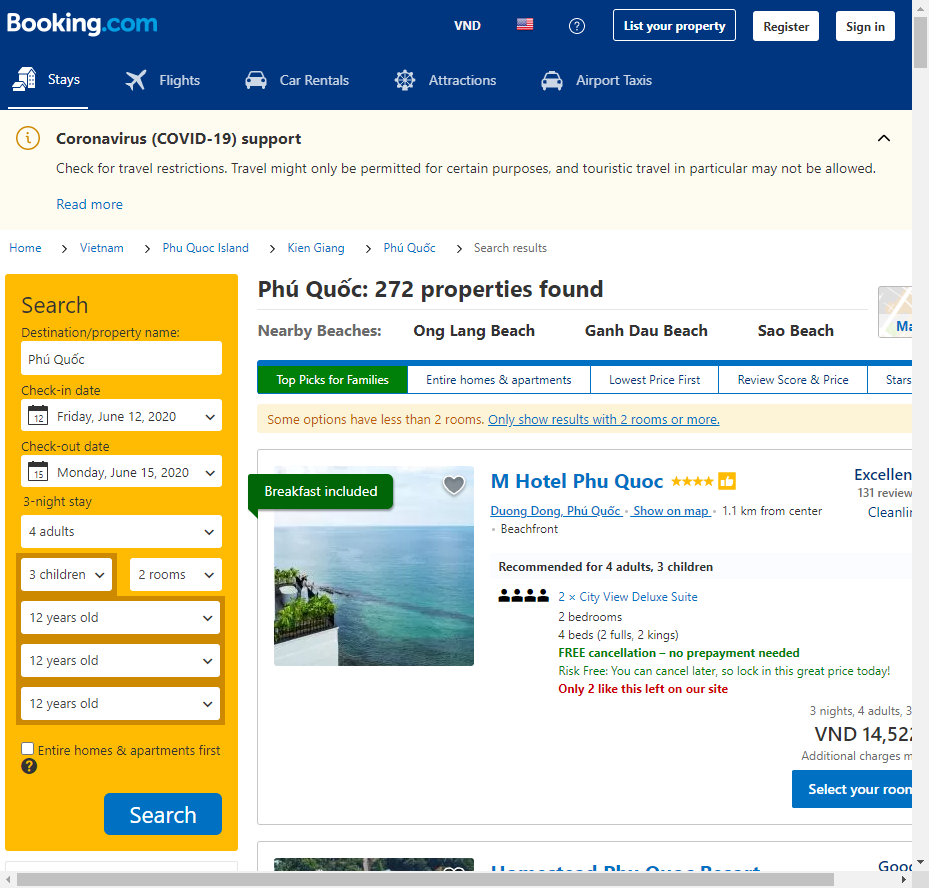 Booking.com
VND
List your property
Register
Sign in
Stays
Flights
Car Rentals
Attractions
Airport Taxis
Coronavirus (COVID-19) support
Check for travel restrictions. Travel might only be permitted for certain purposes, and touristic travel in particular may not be allowed.
Read more
Home
Vietnam
Phu Quoc Island
Kien Giang
Phú Quốc
Search results
Search
Destination/property name:
Phú Quốc
Check-in date
12
Friday, June 12, 2020
Check-out date
15
Monday, June 15, 2020
3-night stay
4 adults
3 children
2 rooms
12 years old
12 years old
12 years old
Entire homes & apartments first
Search
Phú Quốc: 272 properties found
Nearby Beaches:
Ong Lang Beach
Ganh Dau Beach
Sao Beach
Ma
Top Picks for Families
Entire homes & apartments
Lowest Price First
Review Score & Price
Stars
Some options have less than 2 rooms. Only show results with 2 rooms or more.
Breakfast included
M Hotel Phu Quoc
Excellen
131 review
Cleanlin
Duong Dong, Phú Quốc · Show on map · 1.1 km from center
· Beachfront
Recommended for 4 adults, 3 children
2 × City View Deluxe Suite
2 bedrooms
4 beds (2 fulls, 2 kings)
FREE cancellation – no prepayment needed
Risk Free: You can cancel later, so lock in this great price today!
Only 2 like this left on our site
3 nights, 4 adults, 3
VND 14,522
Additional charges m
Select your room
Homestead Phu Quoc Resort
Good